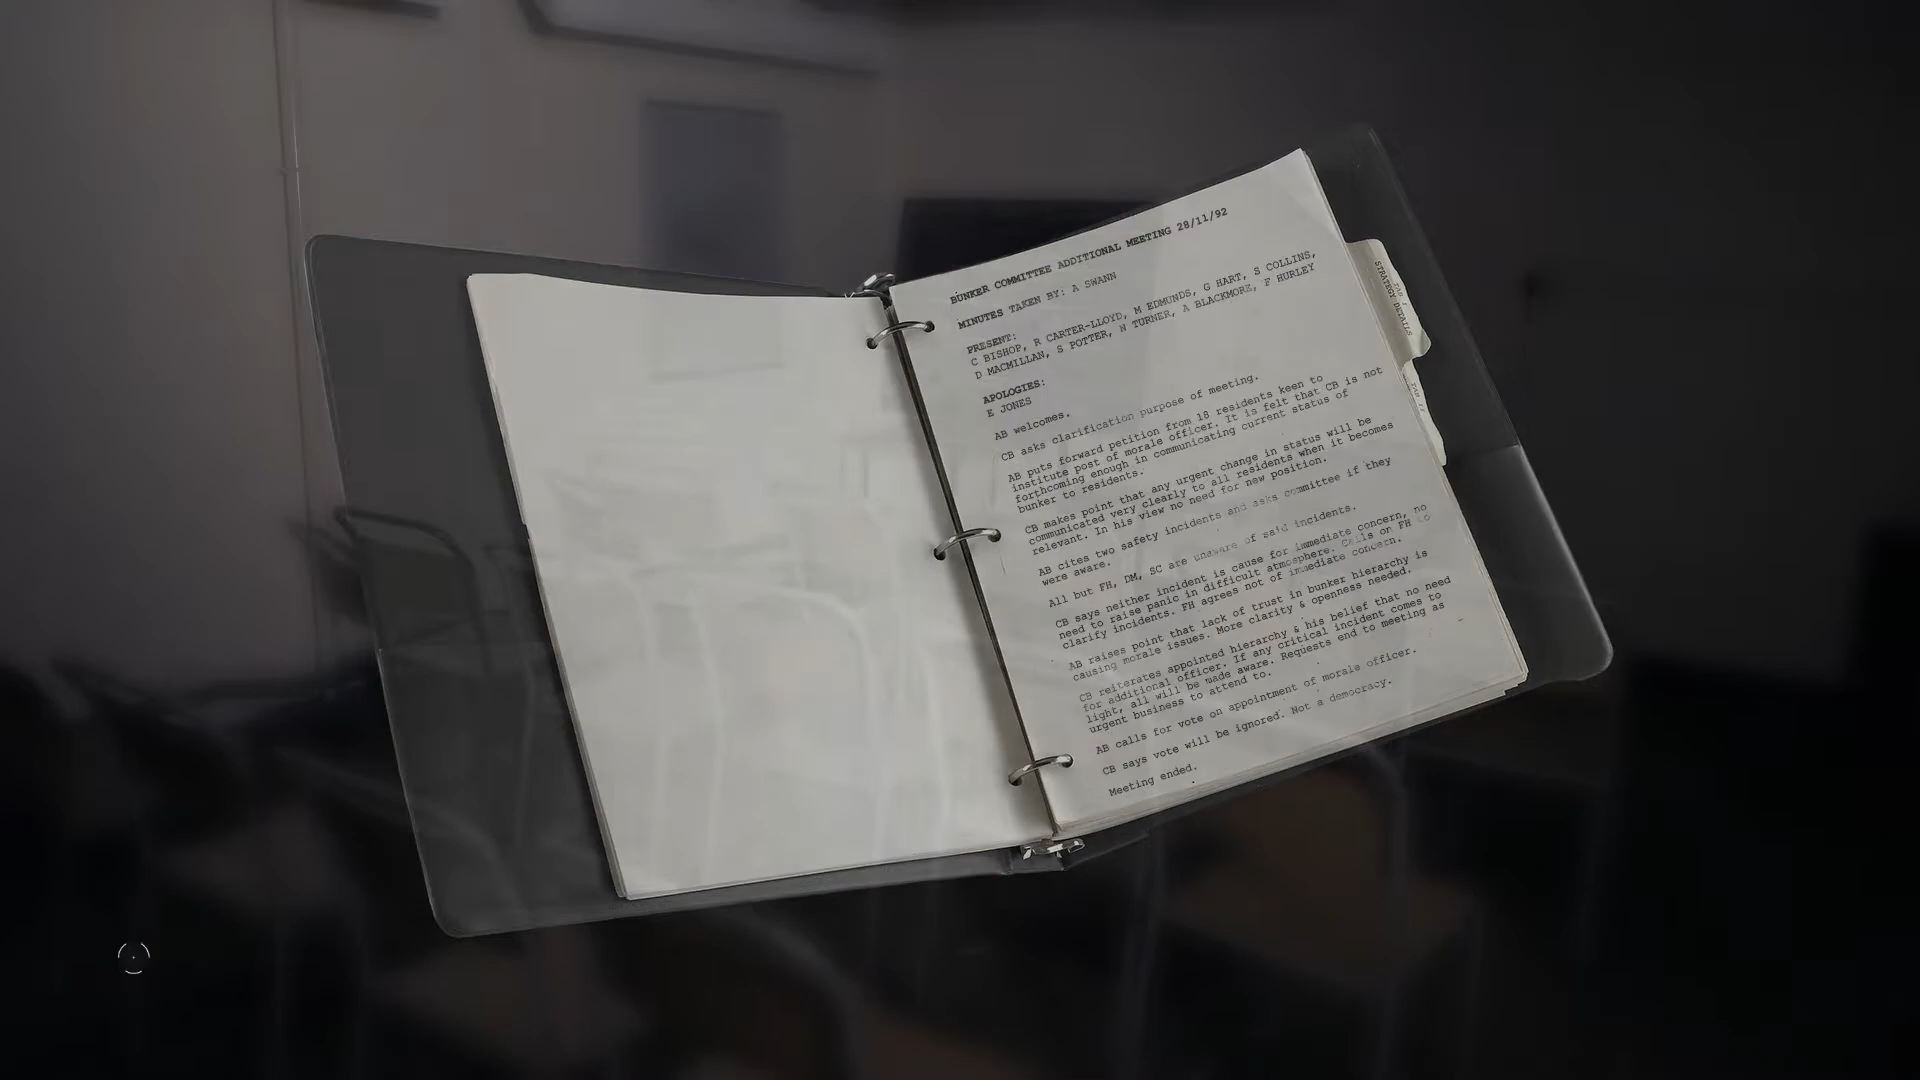 BUNKER COMMITTEE ADDITIONAL MEETING 28/11/92
MINUTES TAKEN BY: A SWANN
PRESENT:
C BISHOP, R CARTER-LLOYD, M EDMUNDS, G HART, S COLLINS,
D MACMILLAN, S POTTER, N TURNER, A BLACKMORE, F HURLEY
APOLOGIES:
E JONES
AB welcomes.
CB asks clarification purpose of meeting.
AB puts forward petition from 18 residents keen to
institute post of morale officer. It is felt that CB is not
forthcoming enough in communicating current status of
bunker to residents.
CB makes point that any urgent change in status will be
communicated very clearly to all residents when it becomes
relevant. In his view no need for new position.
AB cites two safety incidents and asks committee if they
were aware.
All but FH, DM, SC are unaware of said incidents.
CB says neither incident is cause for immediate concern, no
need to raise panic in difficult atmosphere. Calls on FH to
clarify incidents. FH agrees not of immediate concern.
AB raises point that lack of trust in bunker hierarchy is
causing morale issues. More clarity & openness needed.
CB reiterates appointed hierarchy & his belief that no need
for additional officer. If any critical incident comes to
light, all will be made aware. Requests end to meeting as
urgent business to attend to.
AB calls for vote on appointment of morale officer.
CB says vote will be ignored. Not a democracy.
Meeting ended.
TAB I
STRATEGY DETAILS
TAB II